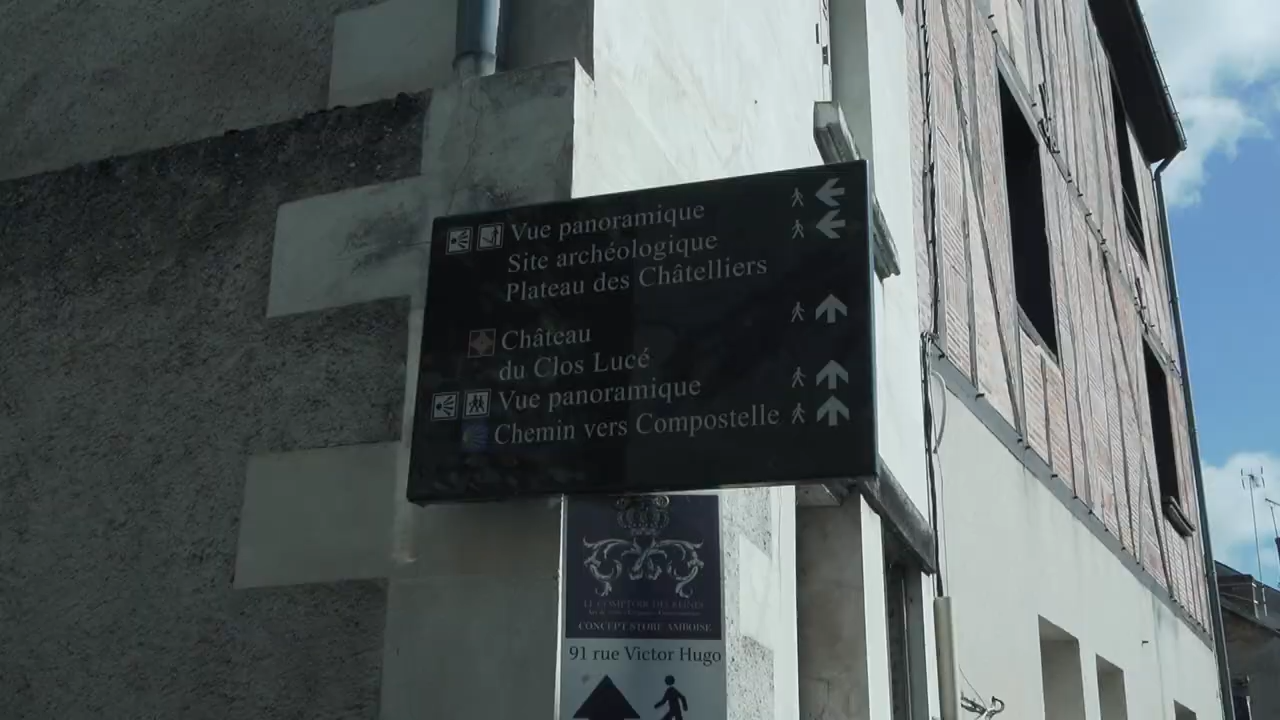 Vue panoramique
Site archéologique
Plateau des Châtelliers
Château
du Clos Lucé
Vue panoramique
Chemin vers Compostelle
LE COMPTOIR DES REINES
CONCEPT STORE AMBOISE
91 rue Victor Hugo